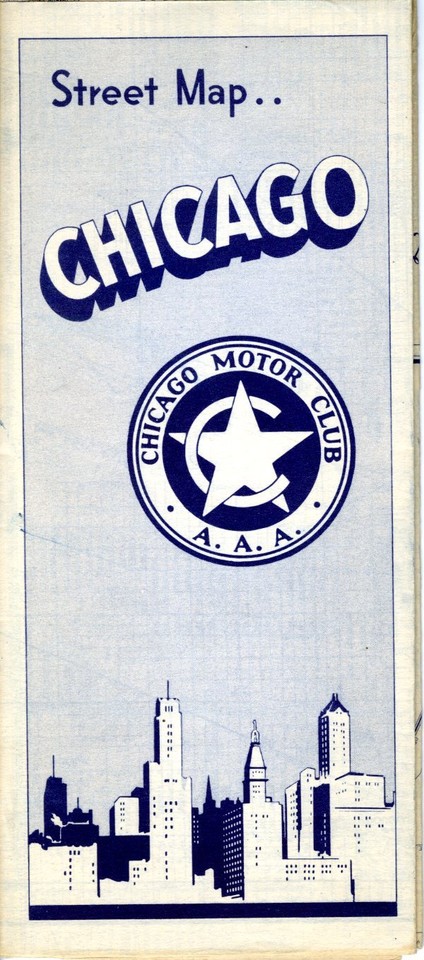 Street Map..
CHICAGO
CHICAGO MOTOR CLUB
• A. A. A. •